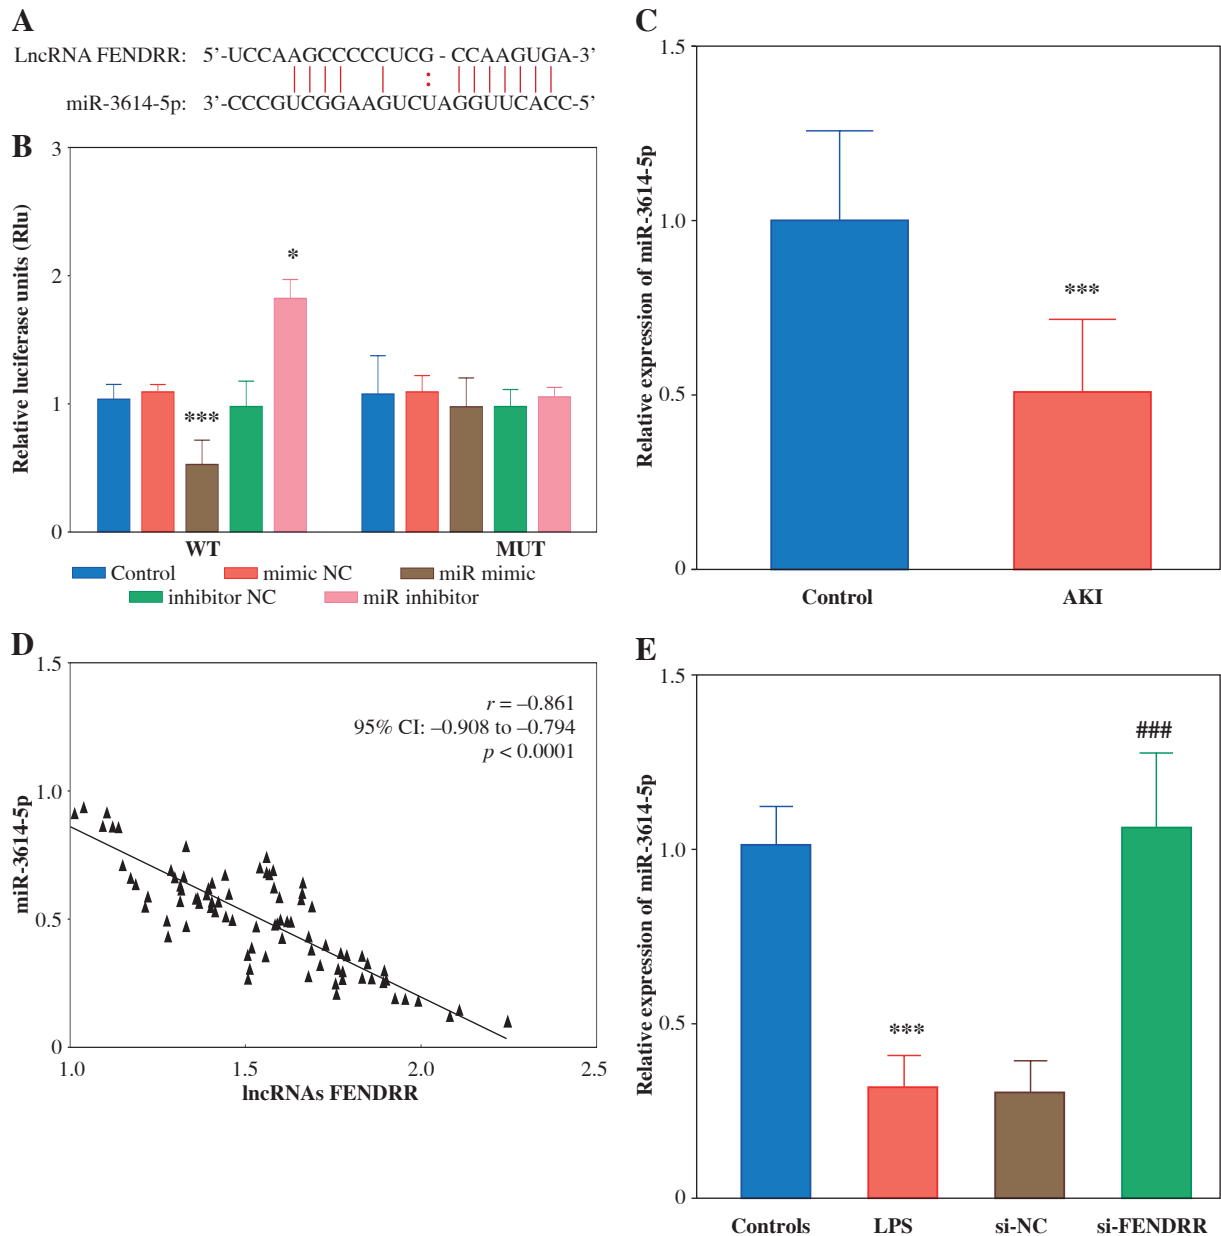 A
LncRNA FENDRR: 5’-UCCAAGCCCCCUCG - CCAAGUGA-3’
miR-3614-5p: 3’-CCCGUCGGAAGUCUAGGUUCACC-5’
B
Relative luciferase units (Rlu)
3
2
1
0
*
***
WT
MUT
Control
mimic NC
miR mimic
inhibitor NC
miR inhibitor
C
Relative expression of miR-3614-5p
1.5
1.0
0.5
0
***
Control
AKI
D
miR-3614-5p
1.5
1.0
0.5
0
r = –0.861
95% CI: –0.908 to –0.794
p < 0.0001
1.0
1.5
2.0
2.5
lncRNAs FENDRR
E
Relative expression of miR-3614-5p
1.5
1.0
0.5
0
***
###
Controls
LPS
si-NC
si-FENDRR